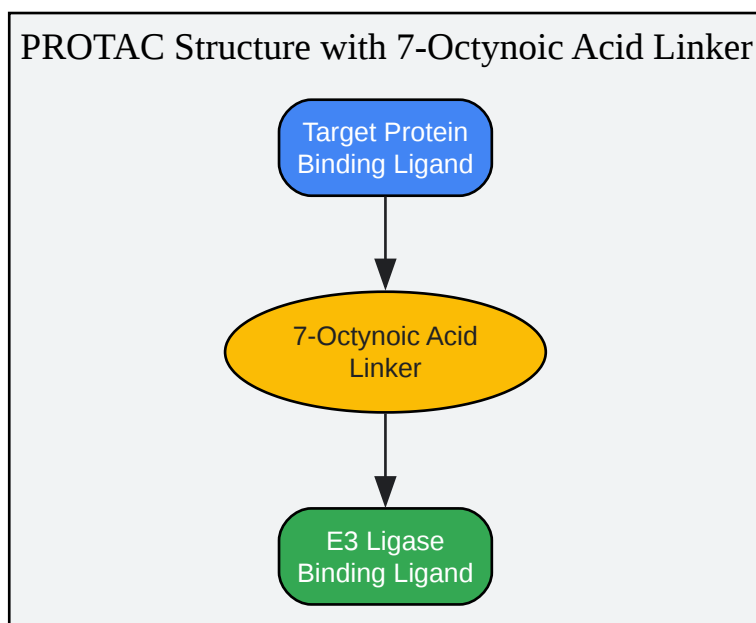 PROTAC Structure with 7-Octynoic Acid Linker
Target Protein
Binding Ligand
7-Octynoic Acid
Linker
E3 Ligase
Binding Ligand